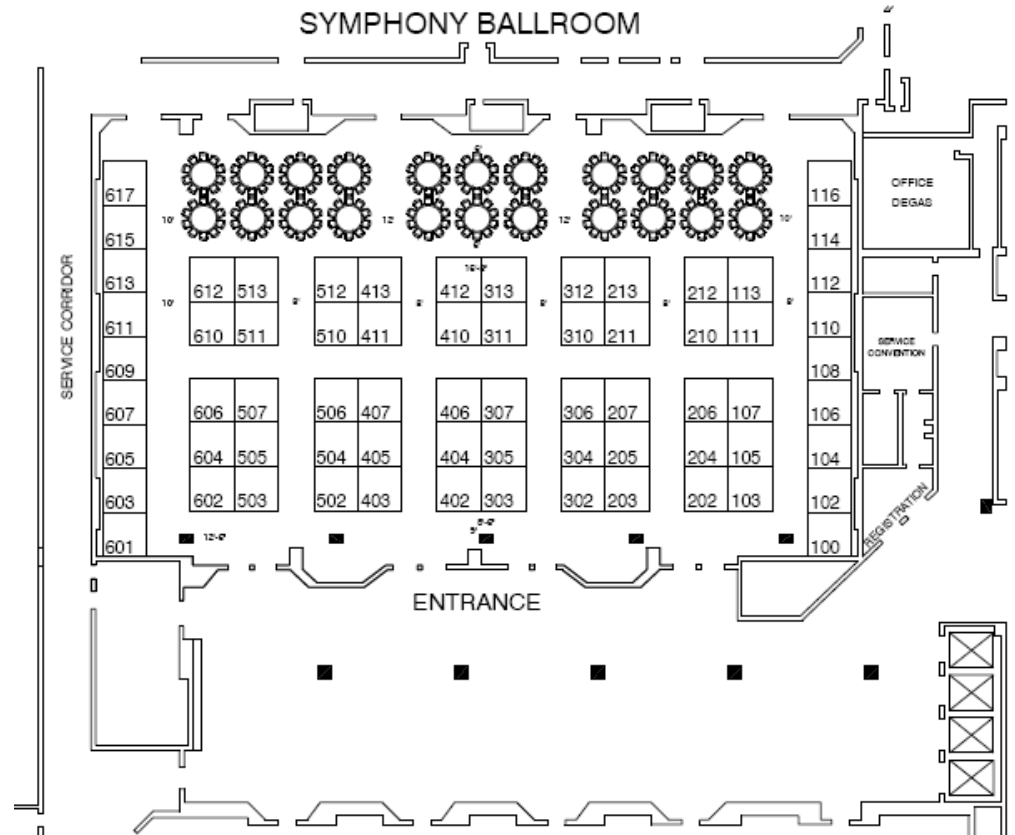 SYMPHONY BALLROOM
OFFICE
DEGAS
617 116
10' 12' 12' 10'
615 114
613 612 513 512 413 412 313 312 213 212 113 112
10' 8' 8' 8' 8' 8'
611 610 511 510 411 410 311 310 211 210 111 110
SERVICE
CONVENTION
609 108
607 606 507 506 407 406 307 306 207 206 107 106
605 604 505 504 405 404 305 304 205 204 105 104
603 602 503 502 403 402 303 302 203 202 103 102
601 100
SERVICE CORRIDOR
REGISTRATION
ENTRANCE